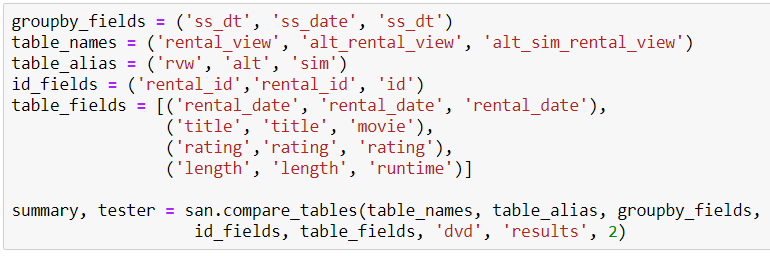 groupby_fields = ('ss_dt', 'ss_date', 'ss_dt')
table_names = ('rental_view', 'alt_rental_view', 'alt_sim_rental_view')
table_alias = ('rvw', 'alt', 'sim')
id_fields = ('rental_id','rental_id', 'id')
table_fields = [('rental_date', 'rental_date', 'rental_date'),
                ('title', 'title', 'movie'),
                ('rating','rating', 'rating'),
                ('length', 'length', 'runtime')]

summary, tester = san.compare_tables(table_names, table_alias, groupby_fields,
                   id_fields, table_fields, 'dvd', 'results', 2)